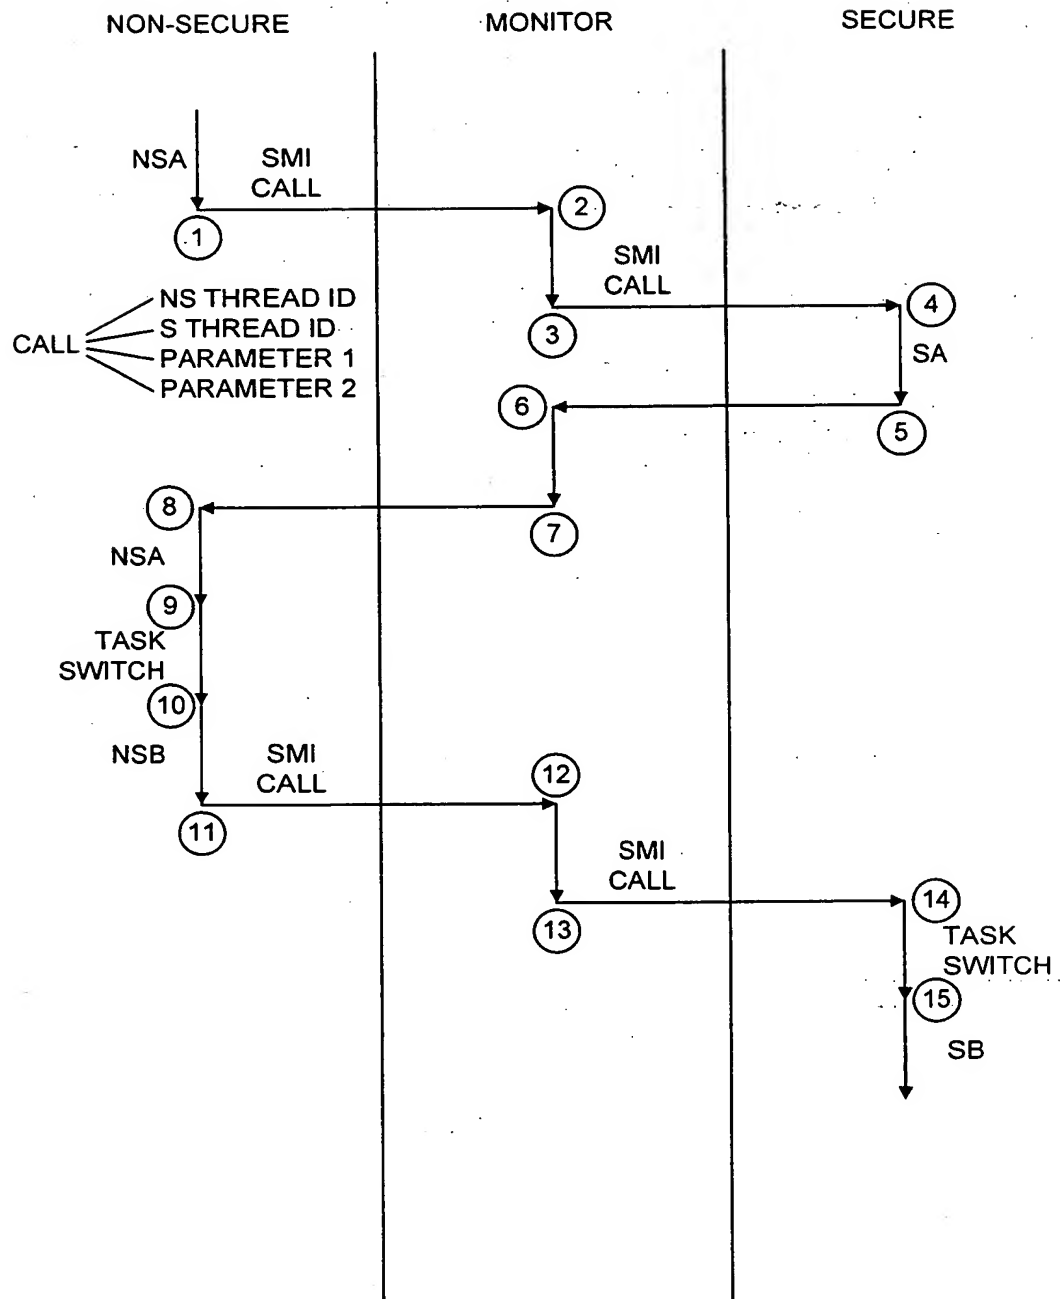 NON-SECURE
MONITOR
SECURE
NSA
SMI
CALL
1
2
SMI
CALL
3
4
CALL
NS THREAD ID
S THREAD ID
PARAMETER 1
PARAMETER 2
SA
6
5
8
7
NSA
9
TASK
SWITCH
10
NSB
SMI
CALL
12
11
SMI
CALL
13
14
TASK
SWITCH
15
SB